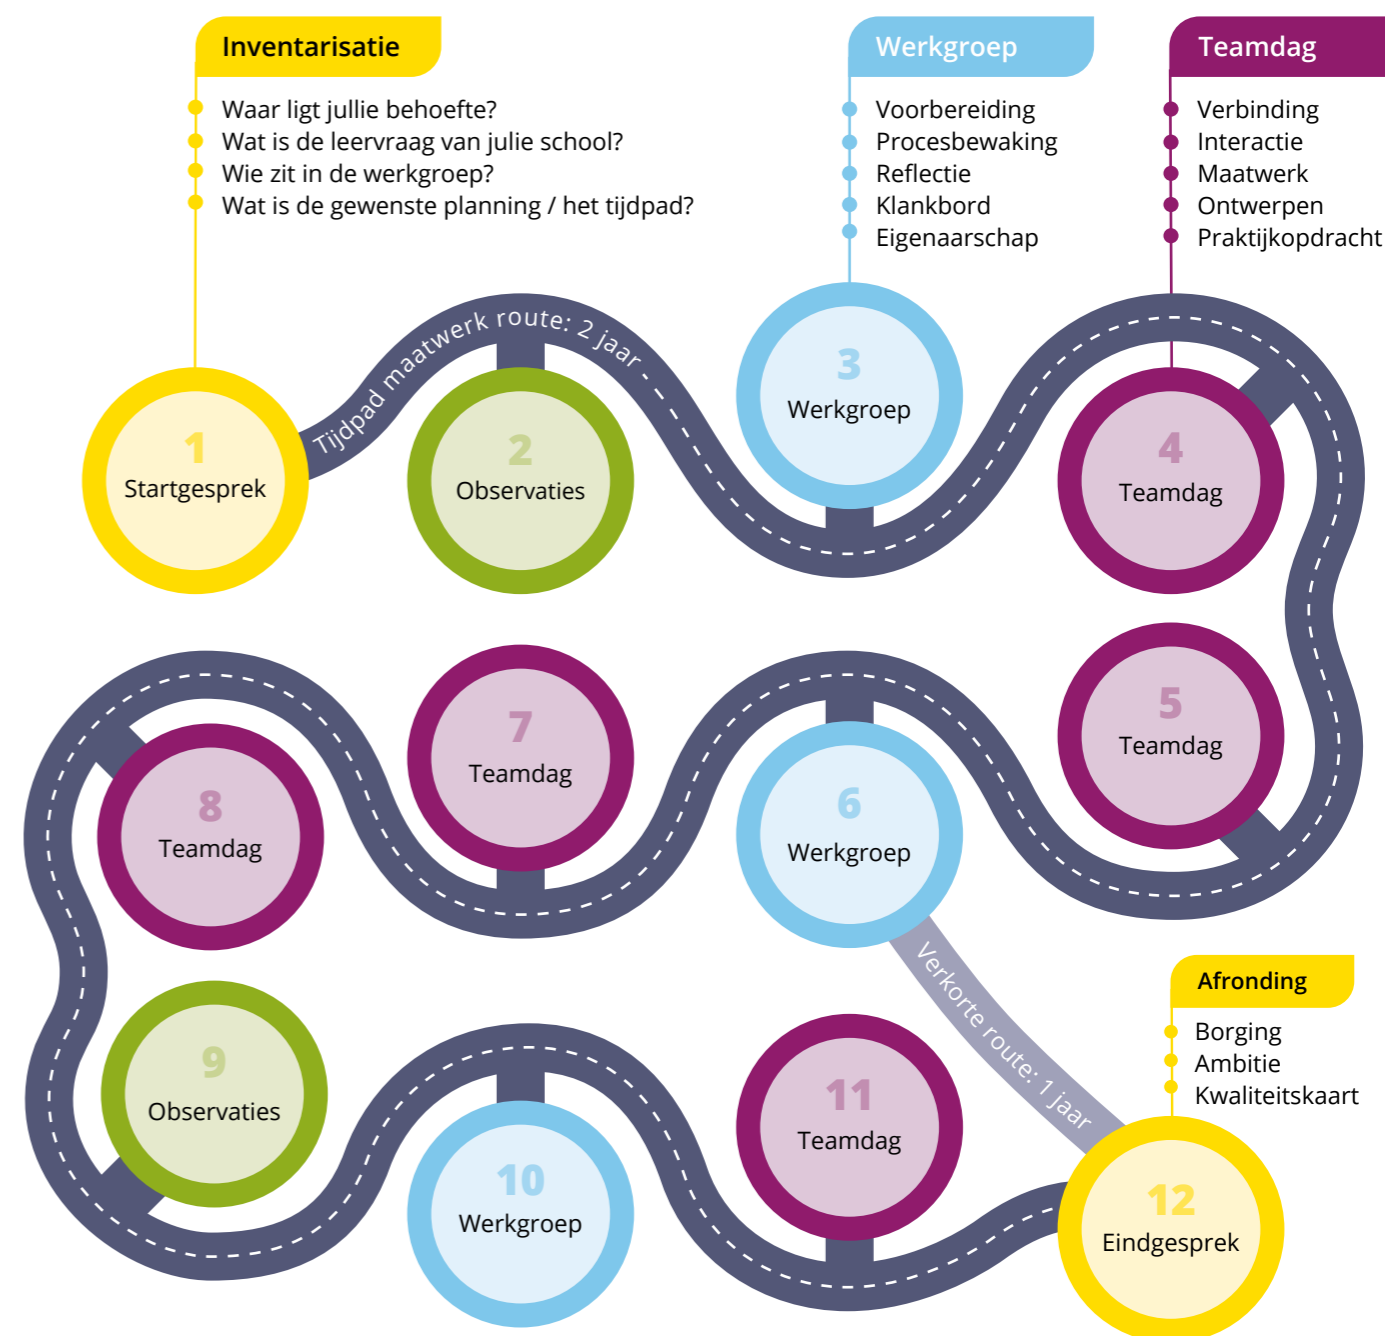 Inventarisatie
Waar ligt jullie behoefte?
Wat is de leervraag van julie school?
Wie zit in de werkgroep?
Wat is de gewenste planning / het tijdpad?
Werkgroep
Voorbereiding
Procesbewaking
Reflectie
Klankbord
Eigenaarschap
Teamdag
Verbinding
Interactie
Maatwerk
Ontwerpen
Praktijkopdracht
Tijdpad maatwerk route: 2 jaar
1
Startgesprek
2
Observaties
3
Werkgroep
4
Teamdag
5
Teamdag
6
Werkgroep
7
Teamdag
8
Teamdag
9
Observaties
10
Werkgroep
11
Teamdag
Verkorte route: 1 jaar
Afronding
Borging
Ambitie
Kwaliteitskaart
12
Eindgesprek